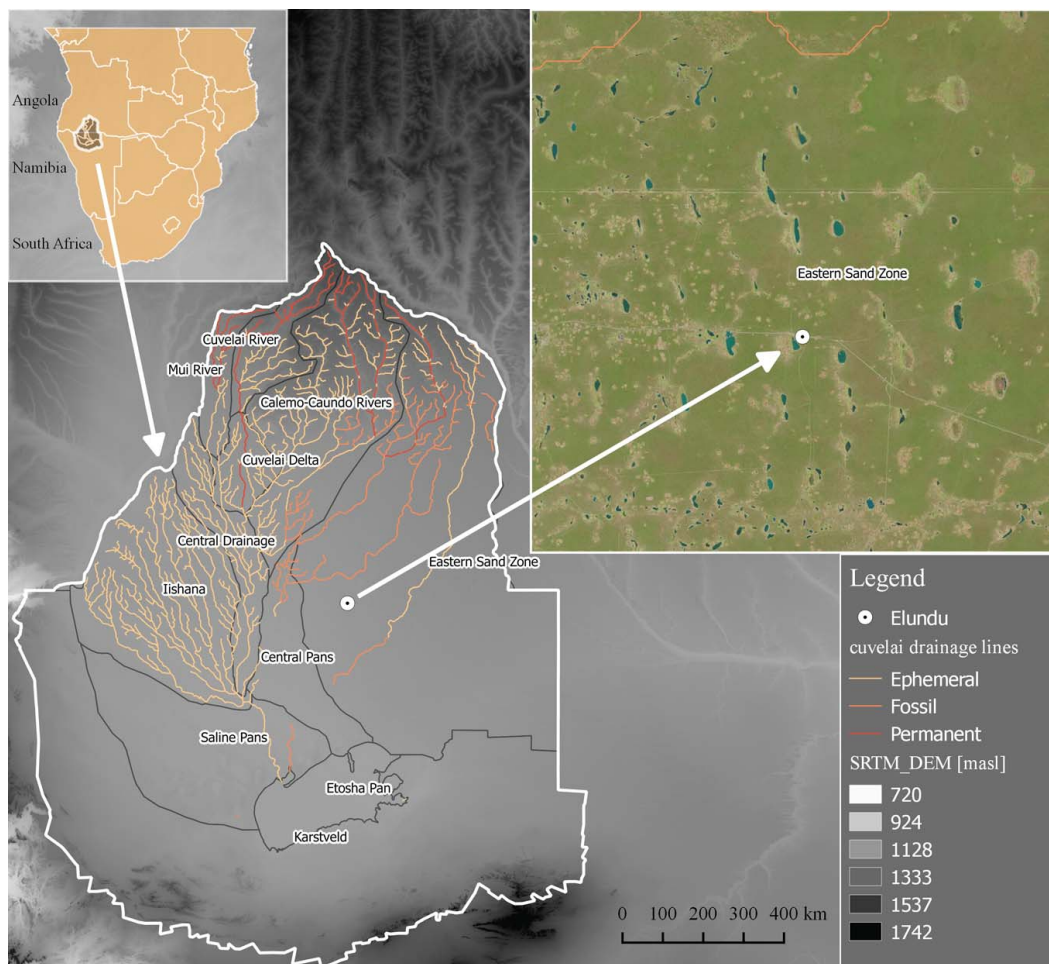 Angola
Namibia
South Africa
Eastern Sand Zone
Cuvelai River
Mui River
Calemo-Caundo Rivers
Cuvelai Delta
Central Drainage
Eastern Sand Zone
Iishana
Central Pans
Saline Pans
Etosha Pan
Karstveld
0 100 200 300 400 km
Legend
Elundu
cuvelai drainage lines
Ephemeral
Fossil
Permanent
SRTM_DEM [masl]
720
924
1128
1333
1537
1742